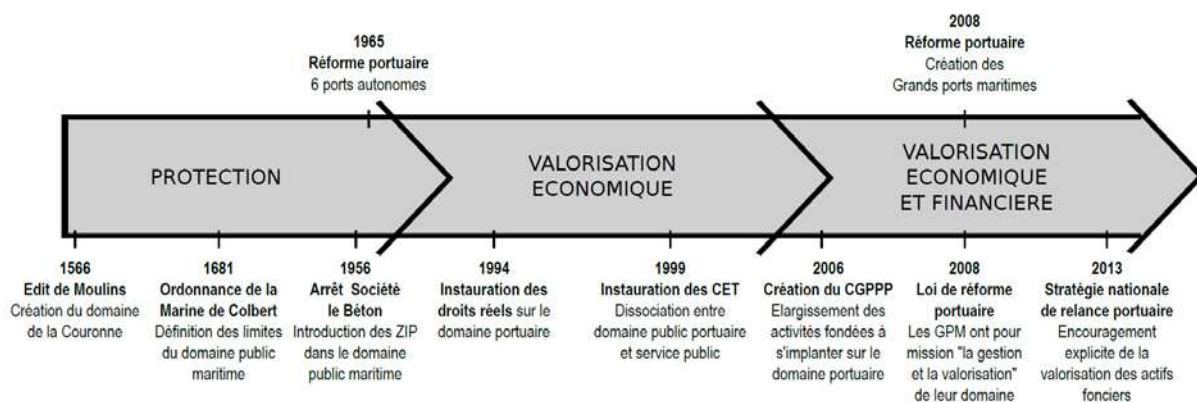 1965
Réforme portuaire
6 ports autonomes
2008
Réforme portuaire
Création des
Grands ports maritimes
PROTECTION
VALORISATION
ECONOMIQUE
VALORISATION
ECONOMIQUE
ET FINANCIERE
1566
Edit de Moulins
Création du domaine
de la Couronne
1681
Ordonnance de la
Marine de Colbert
Définition des limites
du domaine public
maritime
1956
Arrêt Société
le Béton
Introduction des ZIP
dans le domaine
public maritime
1994
Instauration des
droits réels sur le
domaine portuaire
1999
Instauration des CET
Dissociation entre
domaine public portuaire
et service public
2006
Création du CGPPP
Elargissement des
activités fondées à
s'implanter sur le
domaine portuaire
2008
Loi de réforme
portuaire
Les GPM ont pour
mission "la gestion
et la valorisation"
de leur domaine
2013
Stratégie nationale
de relance portuaire
Encouragement
explicite de la
valorisation des actifs
fonciers